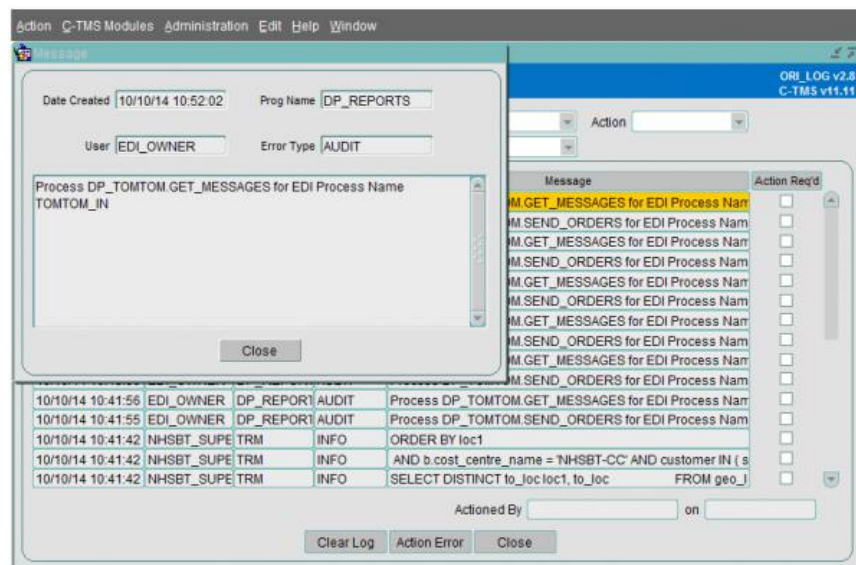 Action C-TMS Modules Administration Edit Help Window
Message
ORI_LOG v2.8
C-TMS v11.11
Date Created 10/10/14 10:52:02 Prog Name DP_REPORTS
User EDI_OWNER Error Type AUDIT
Process DP_TOMTOM.GET_MESSAGES for EDI Process Name
TOMTOM_IN
Close
Action
Message Action Req'd
M.GET_MESSAGES for EDI Process Nam
M.SEND_ORDERS for EDI Process Nam
M.GET_MESSAGES for EDI Process Nam
M.SEND_ORDERS for EDI Process Nam
M.GET_MESSAGES for EDI Process Nam
M.SEND_ORDERS for EDI Process Nam
M.GET_MESSAGES for EDI Process Nam
M.SEND_ORDERS for EDI Process Nam
M.GET_MESSAGES for EDI Process Nam
M.SEND_ORDERS for EDI Process Nam
10/10/14 10:41:56 EDI_OWNER DP_REPORT AUDIT Process DP_TOMTOM.GET_MESSAGES for EDI Process Nam
10/10/14 10:41:55 EDI_OWNER DP_REPORT AUDIT Process DP_TOMTOM.SEND_ORDERS for EDI Process Nam
10/10/14 10:41:42 NHSBT_SUPE TRM INFO ORDER BY loc1
10/10/14 10:41:42 NHSBT_SUPE TRM INFO AND b.cost_centre_name = 'NHSBT-CC' AND customer IN ( s
10/10/14 10:41:42 NHSBT_SUPE TRM INFO SELECT DISTINCT to_loc loc1, to_loc FROM geo_l
Actioned By on
Clear Log Action Error Close